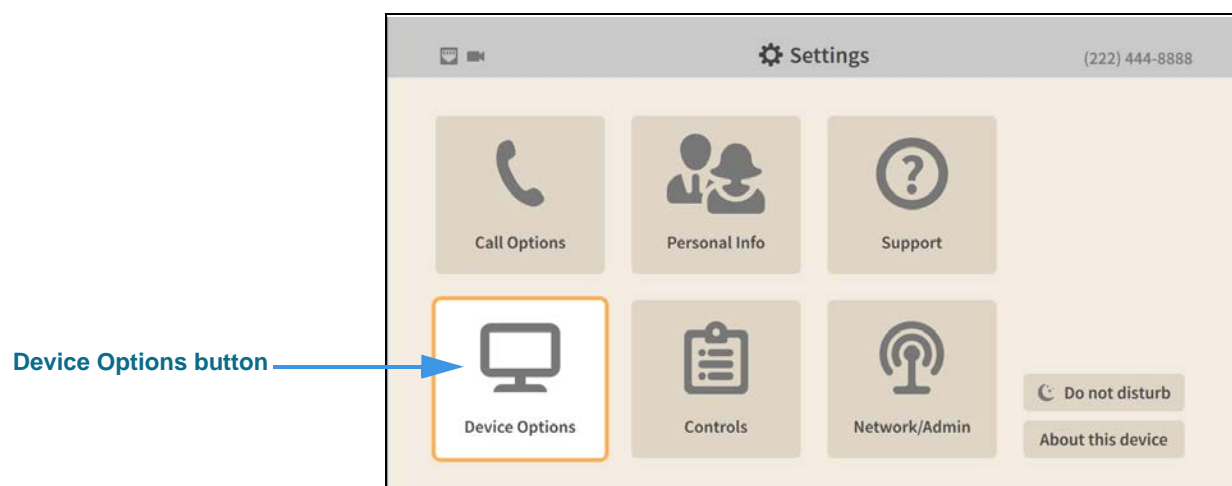 Settings
(222) 444-8888
Call Options
Personal Info
Support
Device Options button
Device Options
Controls
Network/Admin
Do not disturb
About this device